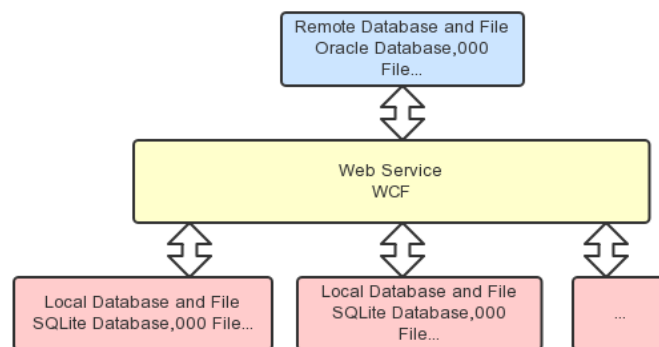 Remote Database and File
Oracle Database,000
File...
Web Service
WCF
Local Database and File
SQLite Database,000 File...
Local Database and File
SQLite Database,000
File...
...